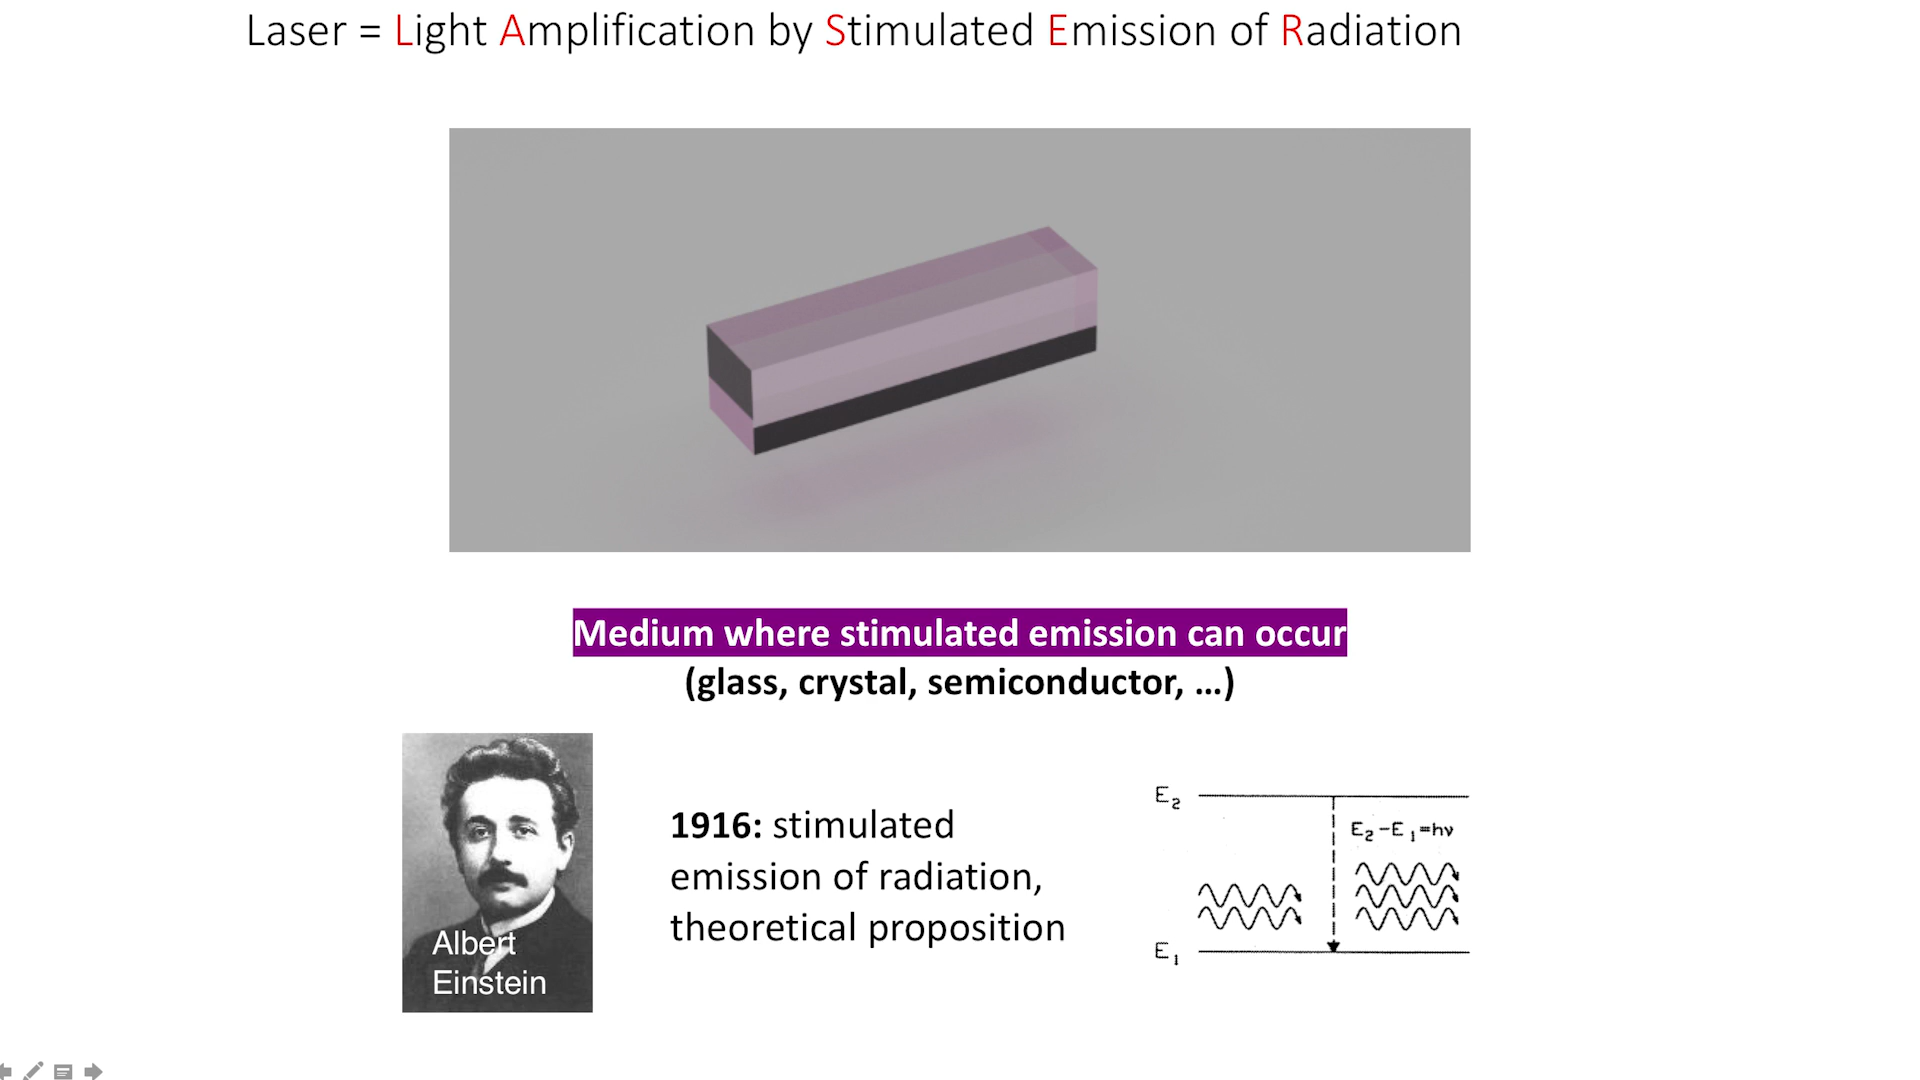 Laser = Light Amplification by Stimulated Emission of Radiation
Medium where stimulated emission can occur
(glass, crystal, semiconductor, ...)
Albert
Einstein
1916: stimulated
emission of radiation,
theoretical proposition
E₂
E₂-E₁=hν
E₁